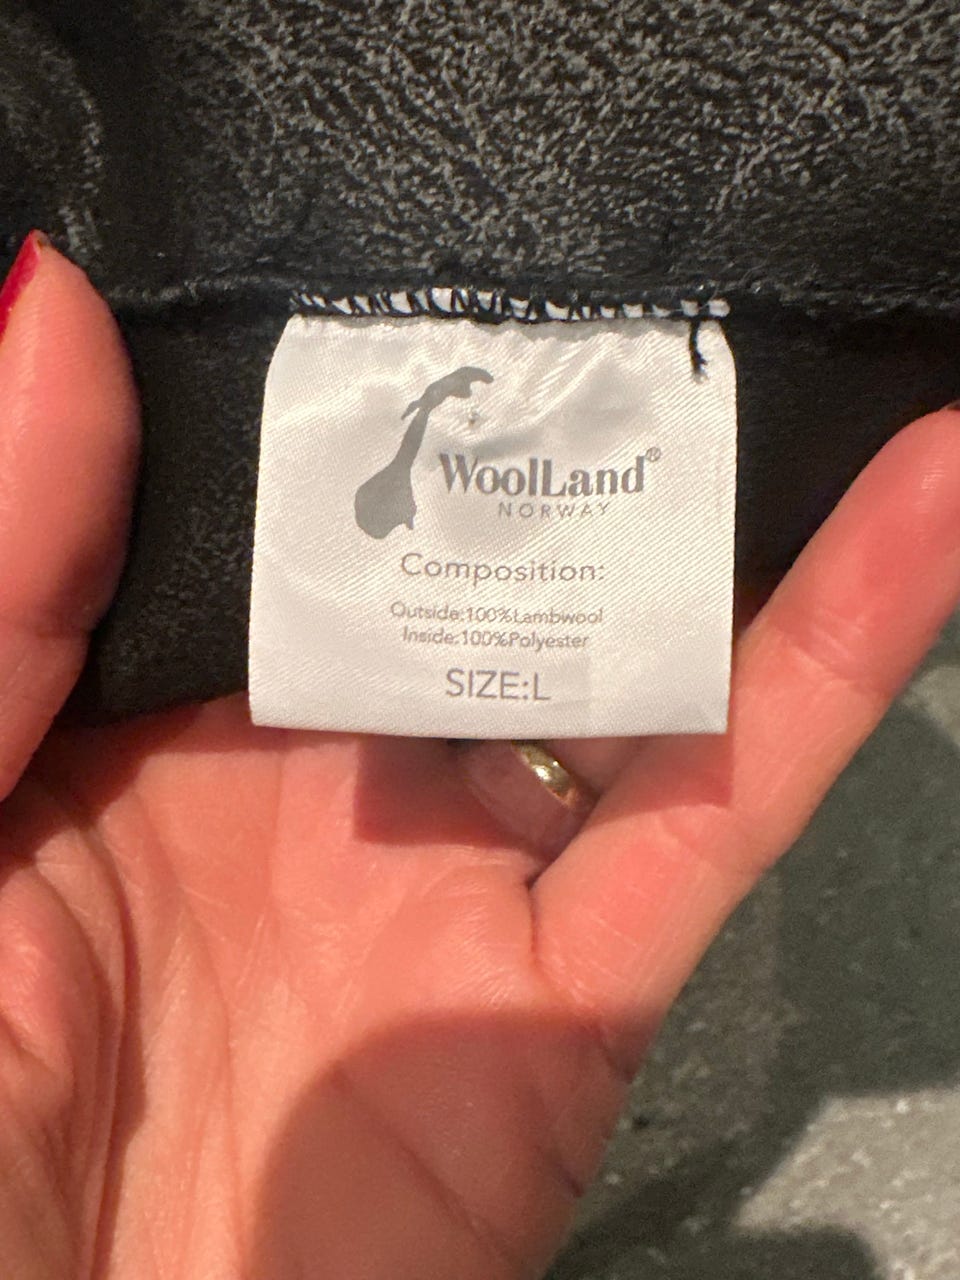 WoolLand®
NORWAY
Composition:
Outside:100%Lambwool
Inside:100%Polyester
SIZE:L